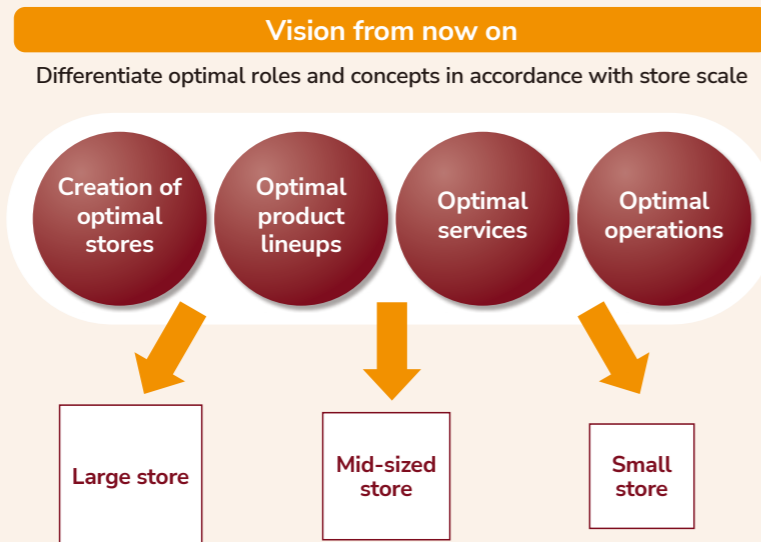 Vision from now on
Differentiate optimal roles and concepts in accordance with store scale
Creation of
optimal
stores
Optimal
product
lineups
Optimal
services
Optimal
operations
Large store
Mid-sized
store
Small
store